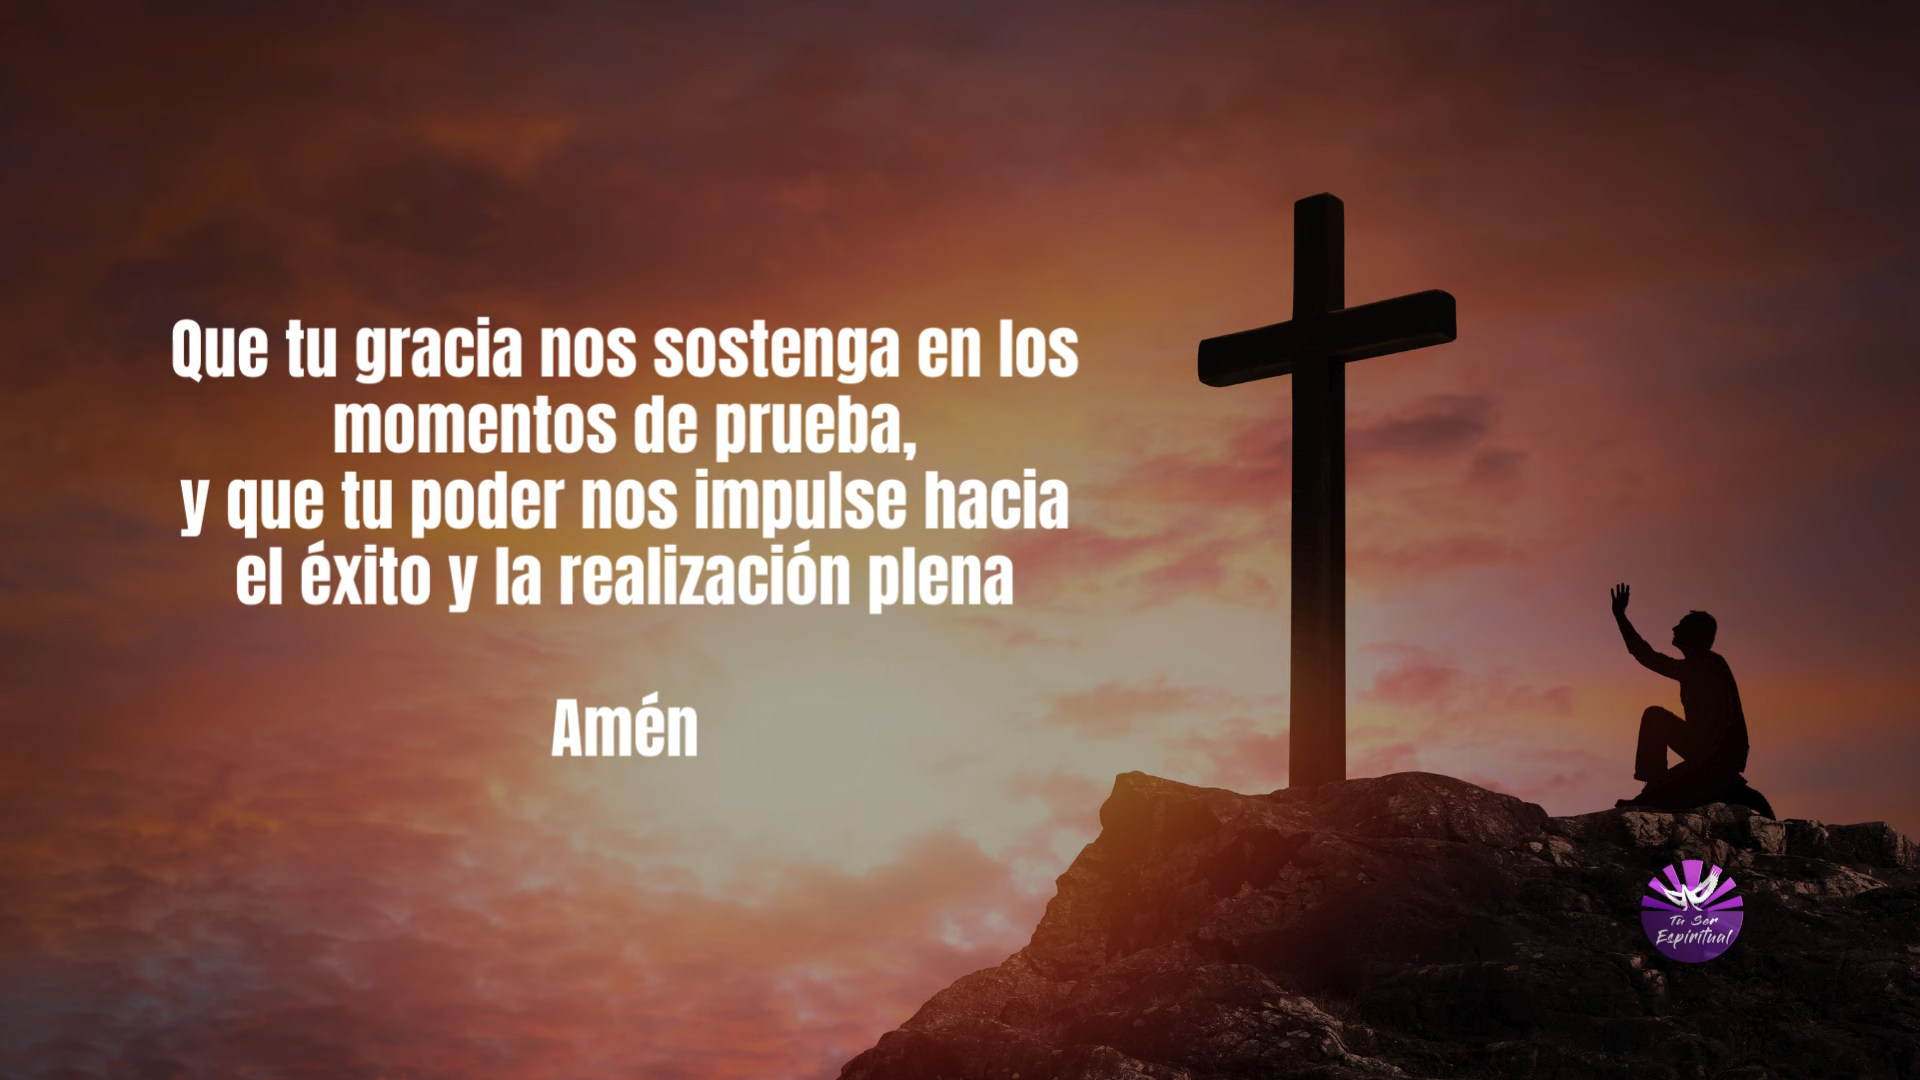 Que tu gracia nos sostenga en los
momentos de prueba,
y que tu poder nos impulse hacia
el éxito y la realización plena
Amén
Tu Ser
Espiritual